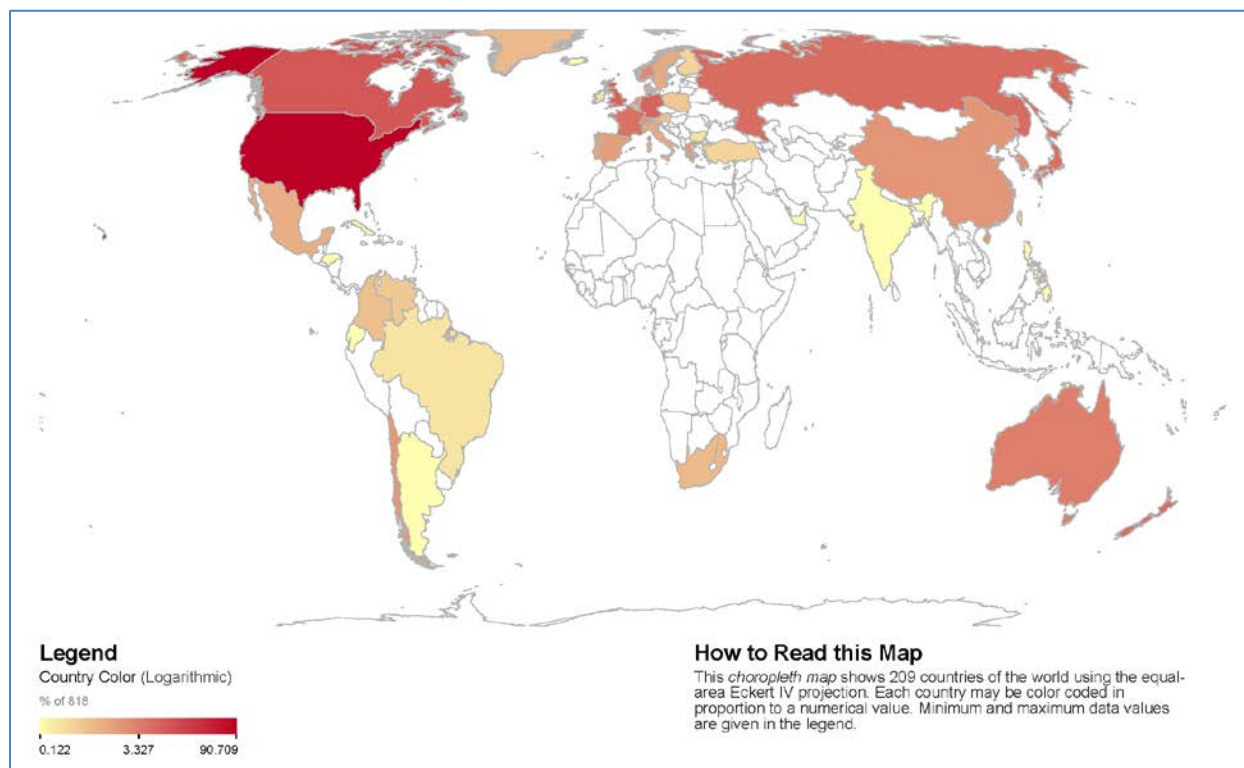 Legend
Country Color (Logarithmic)
% of 818
0.122 3.327 90.709
How to Read this Map
This choropleth map shows 209 countries of the world using the equal-
area Eckert IV projection. Each country may be color coded in
proportion to a numerical value. Minimum and maximum data values
are given in the legend.